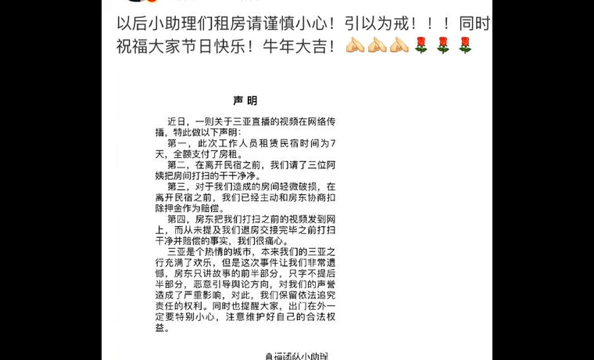 以后小助理们租房请谨慎小心！引以为戒！！！同时
祝福大家节日快乐！牛年大吉！
声明
近日，一则关于三亚直播的视频在网络传
播，特此做以下声明：
第一，此次工作人员租赁民宿时间为7
天，全额支付了房租。
第二，在离开民宿之前，我们请了三位阿
姨把房间打扫的干干净净。
第三，对于我们造成的房间轻微破损，在
离开民宿之前，我们已经主动和房东协商扣
除押金作为赔偿。
第四，房东把我们打扫之前的视频发到网
上，而从未提及我们退房交接完毕之前打扫
干净并赔偿的事实，我们很痛心。
三亚是个热情的城市，本来我们的三亚之
行充满了欢乐，但是这次事件让我们非常遗
憾，房东只讲故事的前半部分，只字不提后
半部分，恶意引导舆论方向，对我们的声誉
造成了严重影响，对此，我们保留依法追究
责任的权利。同时也提醒大家，出门在外一
定要特别小心，注意维护好自己的合法权
益。